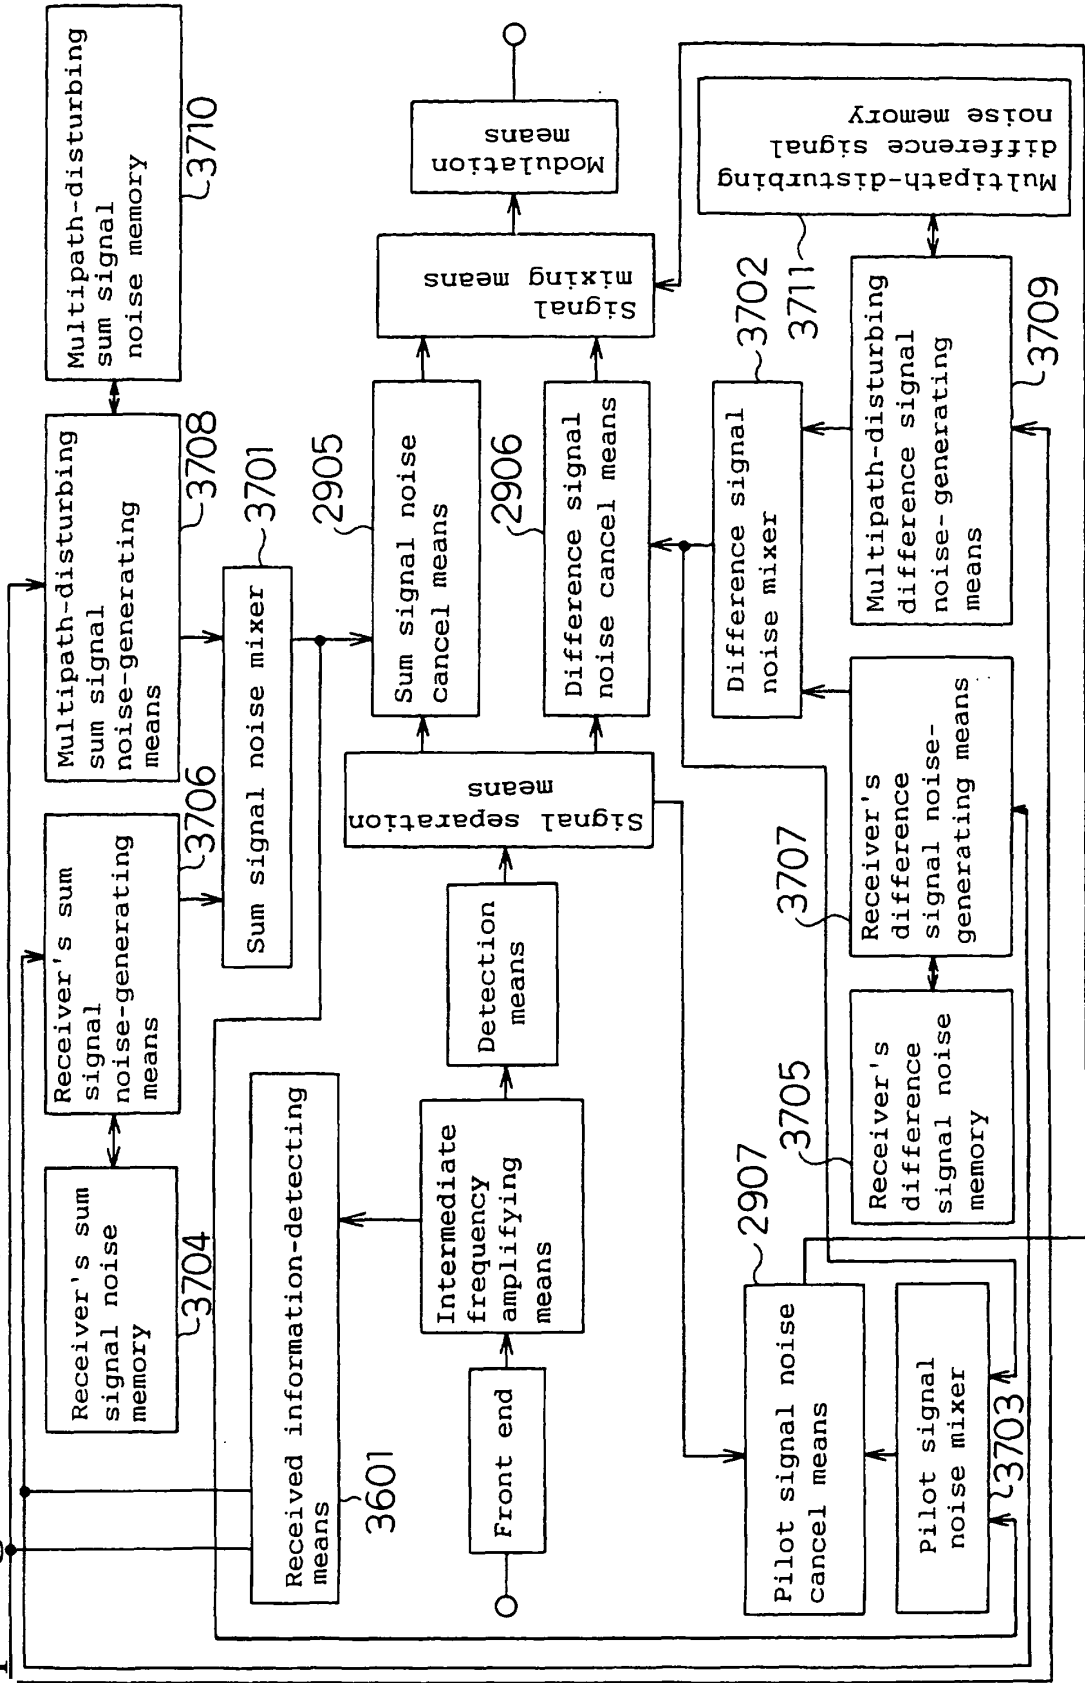 Receiver's sum
signal noise
memory
3704
Receiver's sum
signal
noise-generating
means
3706
Multipath-disturbing
sum signal
noise-generating
means
3708
Multipath-disturbing
sum signal
noise memory
3710
Received information-detecting
means
3601
Sum signal noise mixer
3701
Front end
Intermediate
frequency
amplifying
means
Detection
means
Signal separation
means
Sum signal noise
cancel means
2905
Difference signal
noise cancel means
2906
Signal
mixing means
Modulation
means
Pilot signal noise
cancel means
2907
Pilot signal
noise mixer
3703
Difference signal
noise mixer
3702
Receiver's
difference
signal noise
memory
3705
Receiver's
difference
signal noise-
generating means
3707
Multipath-disturbing
difference signal
noise-generating
means
3709
Multipath-disturbing
difference signal
noise memory
3711